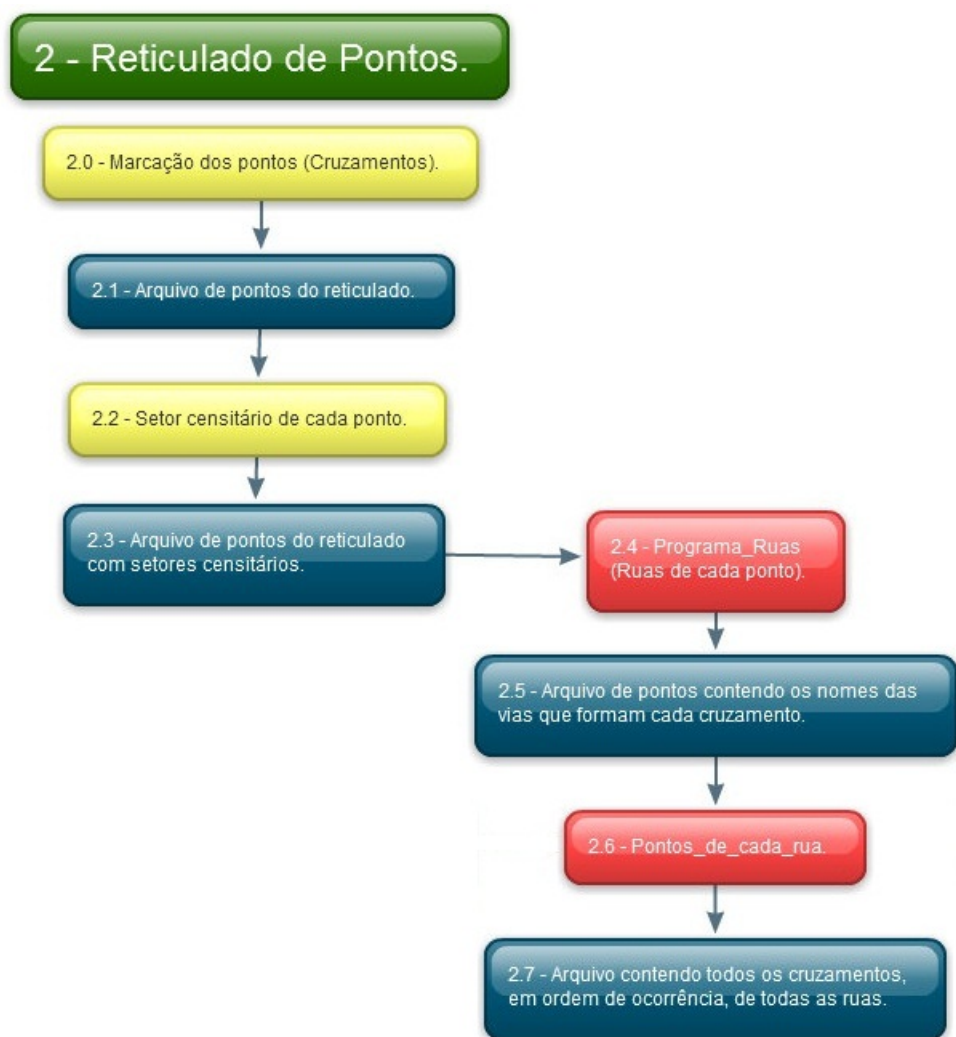 2 - Reticulado de Pontos.
2.0 - Marcação dos pontos (Cruzamentos).
2.1 - Arquivo de pontos do reticulado.
2.2 - Setor censitário de cada ponto.
2.3 - Arquivo de pontos do reticulado
com setores censitários.
2.4 - Programa_Ruas
(Ruas de cada ponto).
2.5 - Arquivo de pontos contendo os nomes das
vias que formam cada cruzamento.
2.6 - Pontos_de_cada_rua.
2.7 - Arquivo contendo todos os cruzamentos,
em ordem de ocorrência, de todas as ruas.